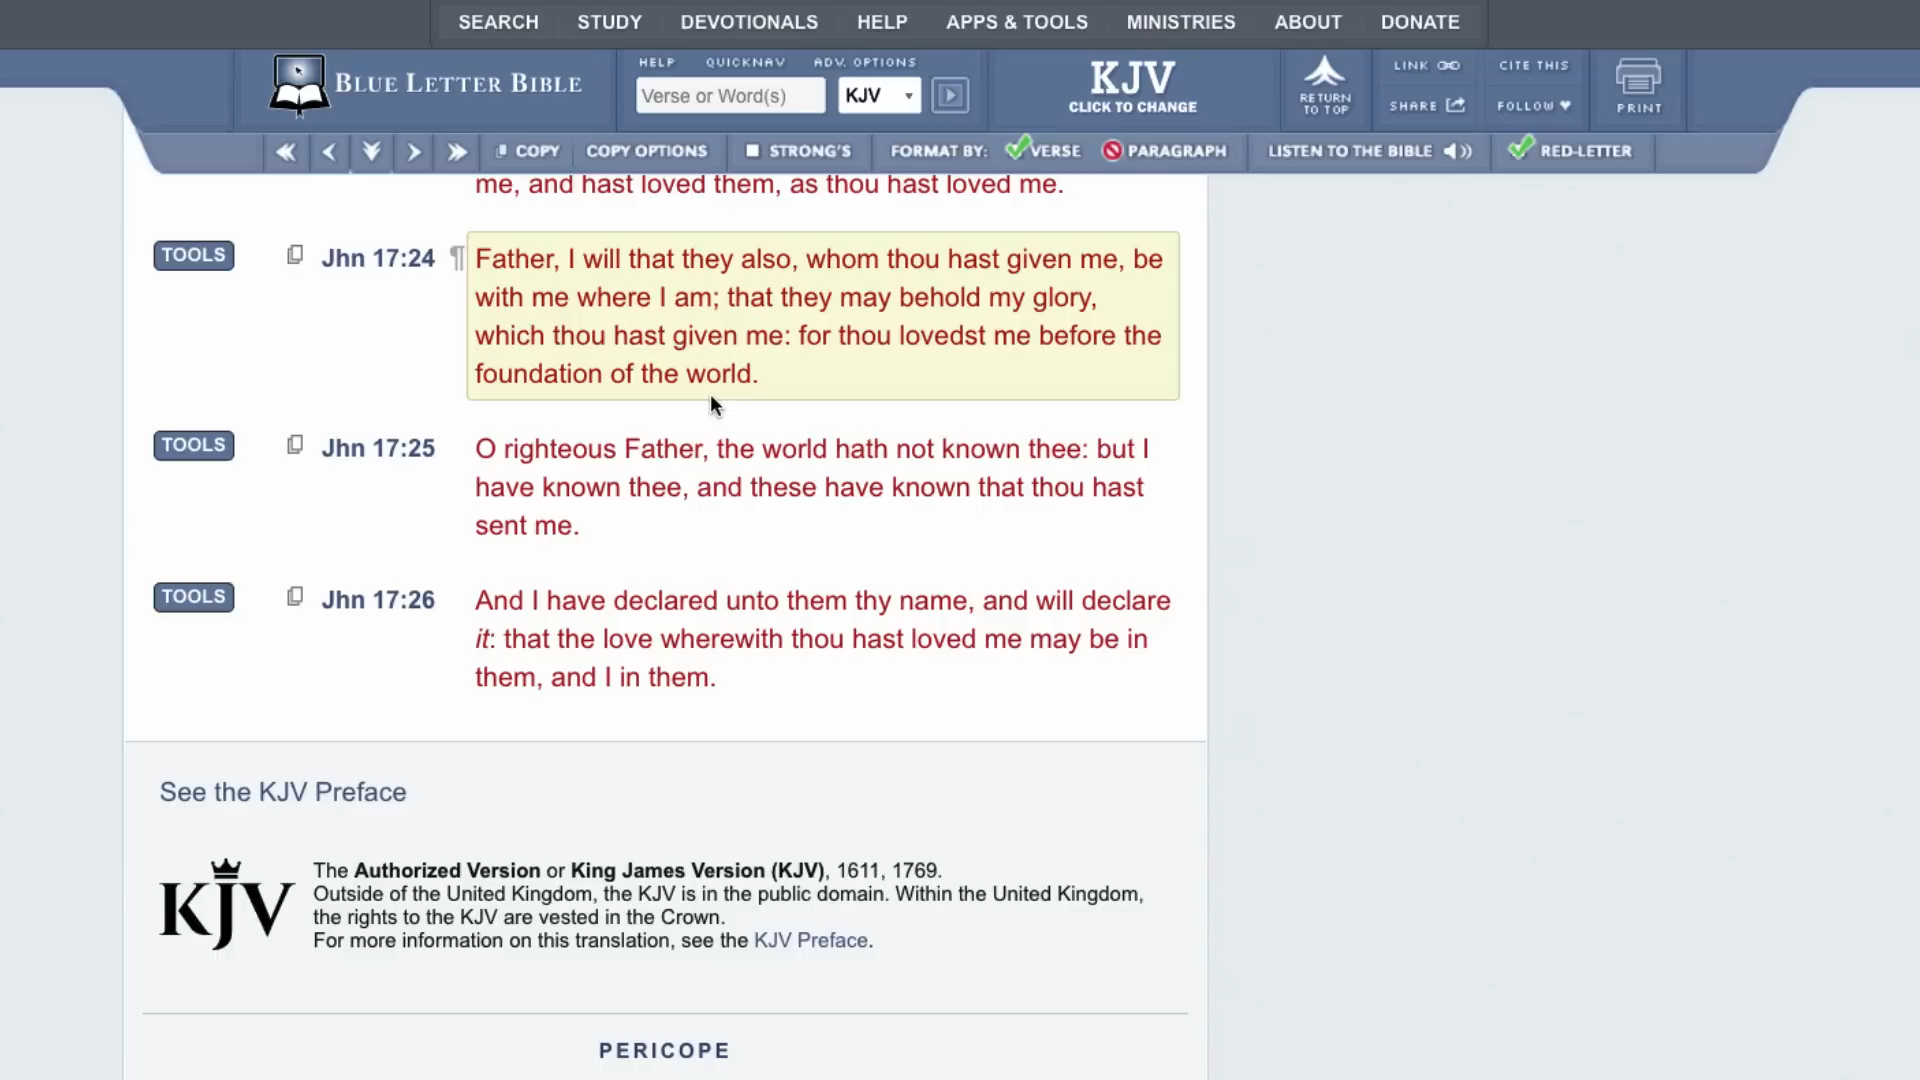 SEARCH STUDY DEVOTIONALS HELP APPS & TOOLS MINISTRIES ABOUT DONATE
BLUE LETTER BIBLE
HELP QUICKNAV ADV. OPTIONS
Verse or Word(s) KJV
KJV
CLICK TO CHANGE
RETURN
TO TOP
LINK
SHARE
CITE THIS
FOLLOW
PRINT
COPY COPY OPTIONS STRONG'S FORMAT BY: VERSE PARAGRAPH LISTEN TO THE BIBLE RED-LETTER
me, and hast loved them, as thou hast loved me.
TOOLS Jhn 17:24 ¶ Father, I will that they also, whom thou hast given me, be
with me where I am; that they may behold my glory,
which thou hast given me: for thou lovedst me before the
foundation of the world.
TOOLS Jhn 17:25 O righteous Father, the world hath not known thee: but I
have known thee, and these have known that thou hast
sent me.
TOOLS Jhn 17:26 And I have declared unto them thy name, and will declare
it: that the love wherewith thou hast loved me may be in
them, and I in them.
See the KJV Preface
KJV
The Authorized Version or King James Version (KJV), 1611, 1769.
Outside of the United Kingdom, the KJV is in the public domain. Within the United Kingdom,
the rights to the KJV are vested in the Crown.
For more information on this translation, see the KJV Preface.
PERICOPE